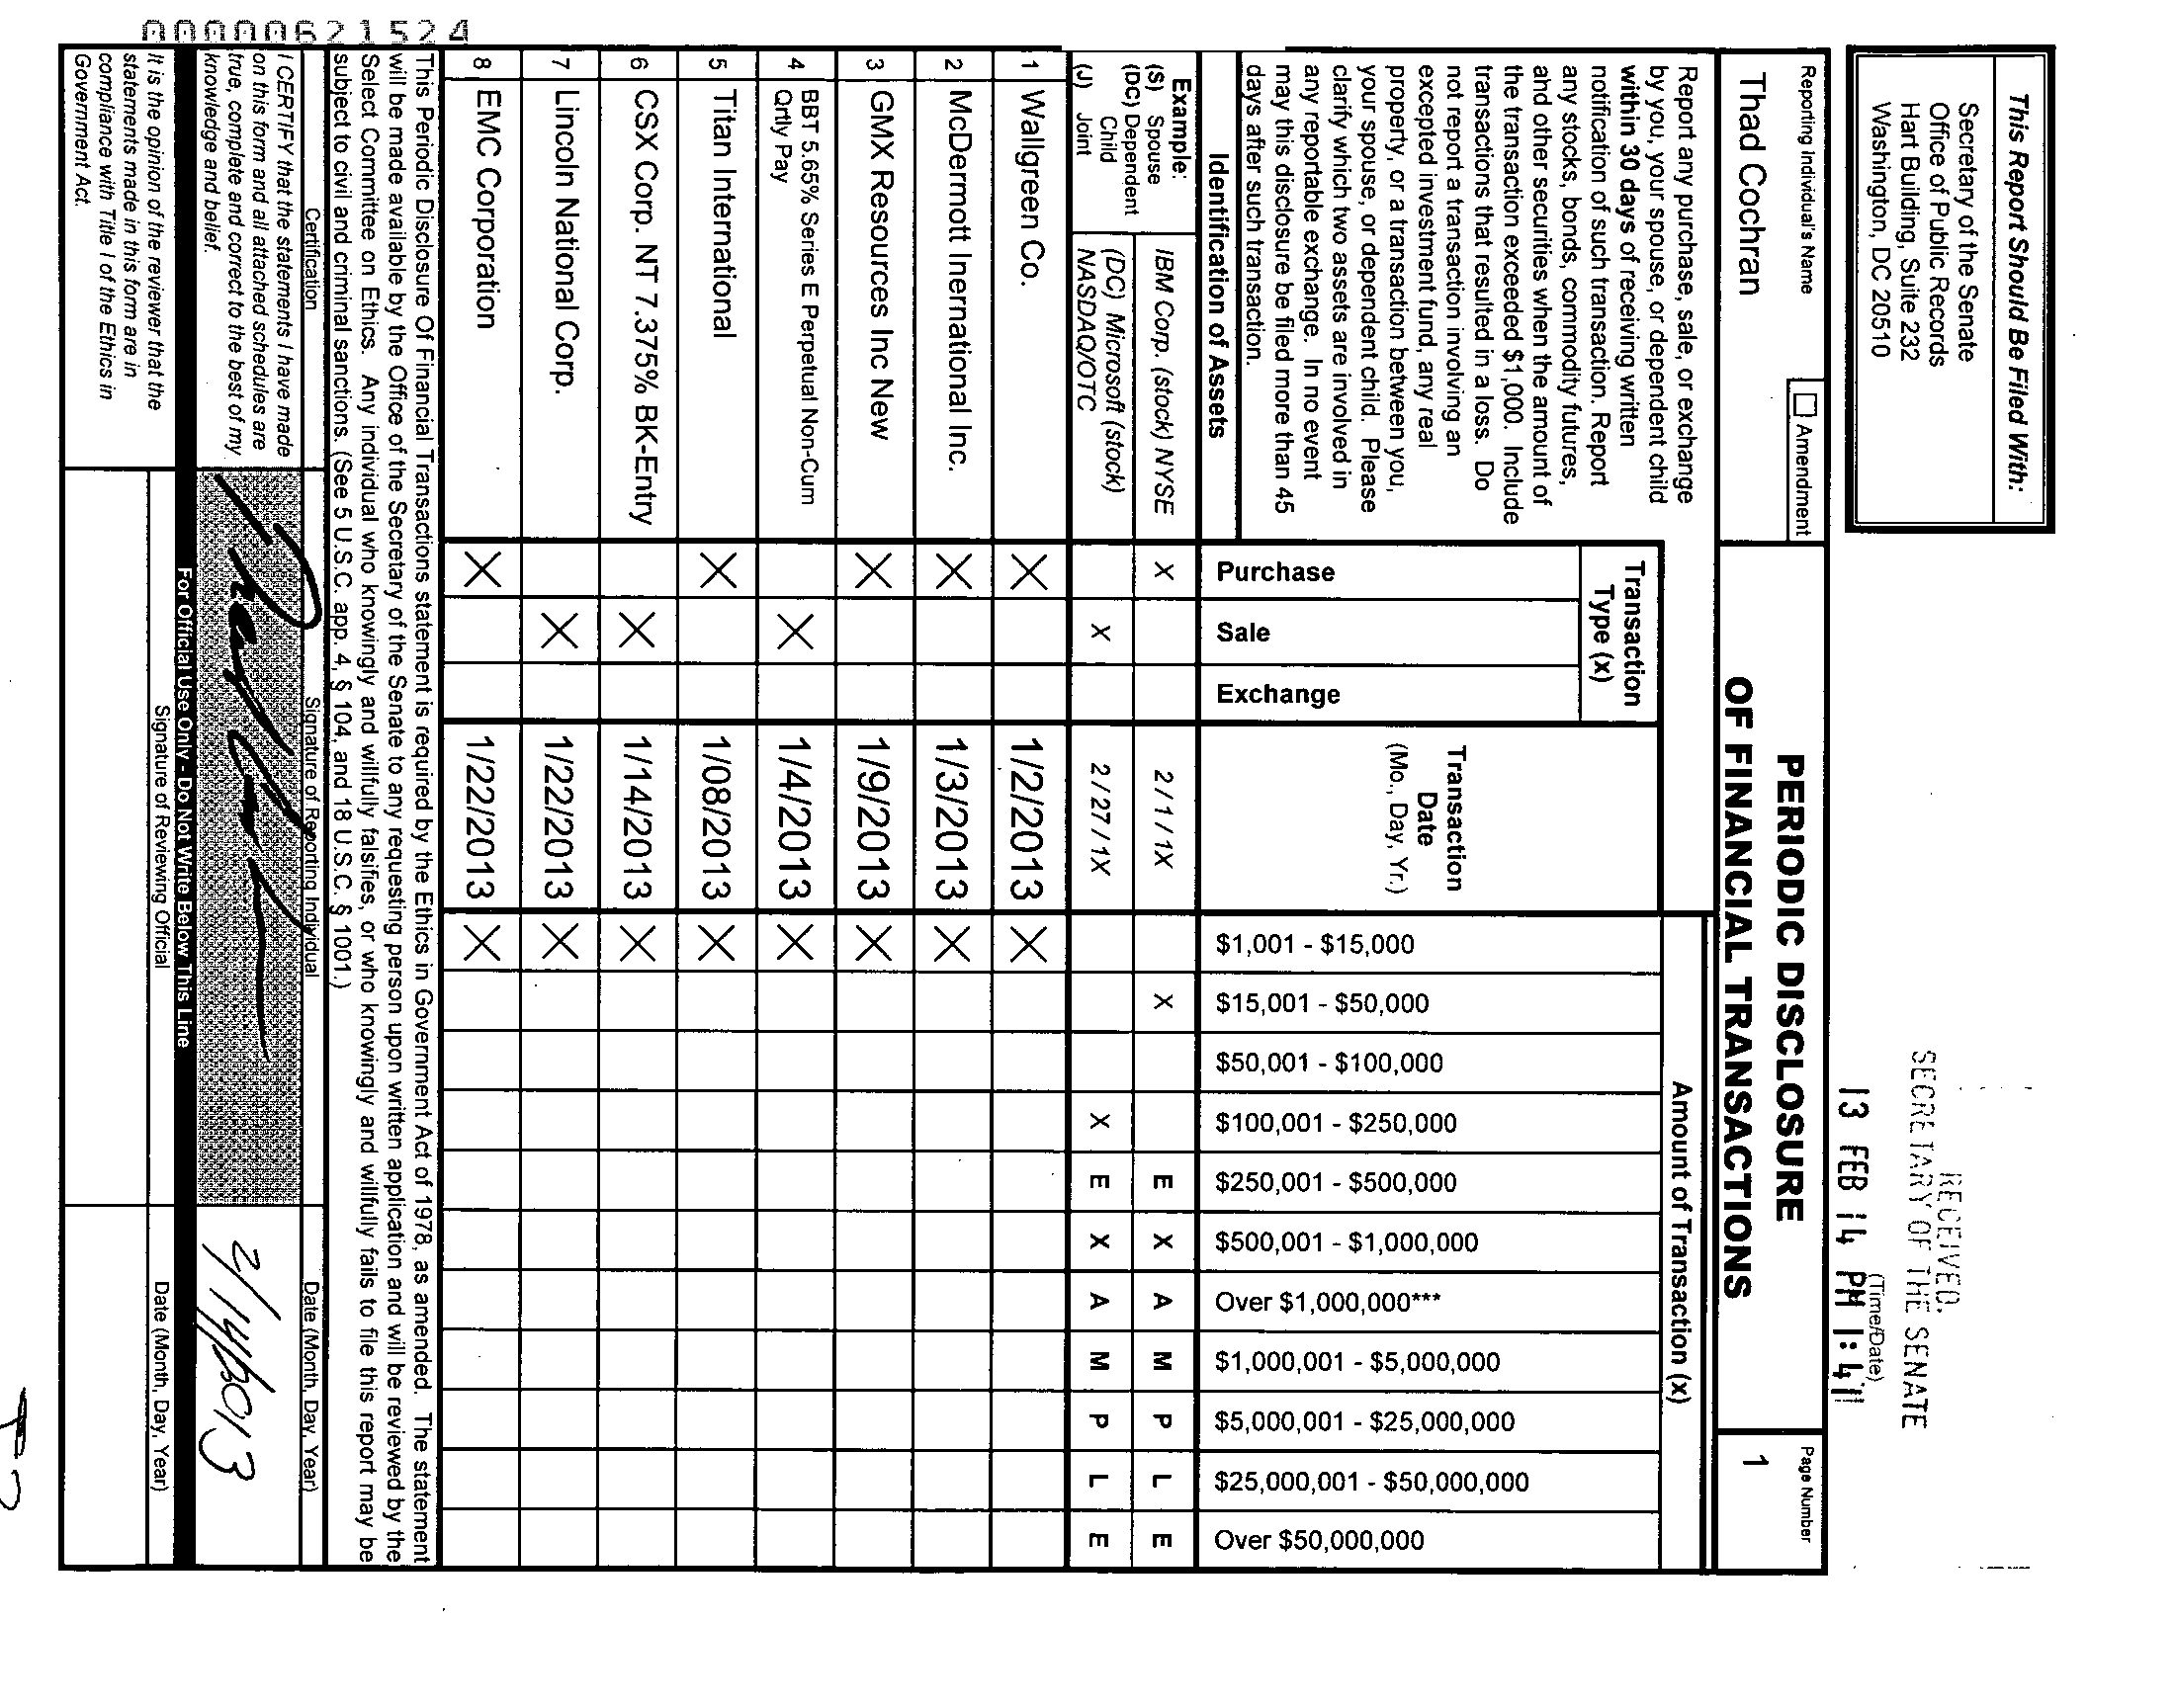 This Report Should Be Filed With:
Secretary of the Senate
Office of Public Records
Hart Building, Suite 232
Washington, DC 20510
RECEIVED
SECRETARY OF THE SENATE
(Time/Date)
13 FEB 14 PM 1:41
Reporting Individual's Name
Amendment
Thad Cochran
PERIODIC DISCLOSURE
OF FINANCIAL TRANSACTIONS
Page Number
1
Report any purchase, sale, or exchange
by you, your spouse, or dependent child
within 30 days of receiving written
notification of such transaction. Report
any stocks, bonds, commodity futures,
and other securities when the amount of
the transaction exceeded $1,000. Include
transactions that resulted in a loss. Do
not report a transaction involving an
excepted investment fund, any real
property, or a transaction between you,
your spouse, or dependent child. Please
clarify which two assets are involved in
any reportable exchange. In no event
may this disclosure be filed more than 45
days after such transaction.
Identification of Assets
Transaction
Type (x)
Purchase
Sale
Exchange
Transaction
Date
(Mo., Day, Yr.)
Amount of Transaction (x)
$1,001 - $15,000
$15,001 - $50,000
$50,001 - $100,000
$100,001 - $250,000
$250,001 - $500,000
$500,001 - $1,000,000
Over $1,000,000***
$1,000,001 - $5,000,000
$5,000,001 - $25,000,000
$25,000,001 - $50,000,000
Over $50,000,000
Example:
(S) Spouse
(DC) Dependent
Child
(J) Joint
IBM Corp. (stock) NYSE X 2 / 1 / 1X X E X A M P L E
(DC) Microsoft (stock)
NASDAQ/OTC X 2 / 27 / 1X X E X A M P L E
1 Wallgreen Co. X 1/2/2013 X
2 McDermott Inernational Inc. X 1/3/2013 X
3 GMX Resources Inc New X 1/9/2013 X
4 BBT 5.65% Series E Perpetual Non-Cum
Qrtly Pay X 1/4/2013 X
5 Titan International X 1/08/2013 X
6 CSX Corp. NT 7.375% BK-Entry X 1/14/2013 X
7 Lincoln National Corp. X 1/22/2013 X
8 EMC Corporation X 1/22/2013 X
This Periodic Disclosure Of Financial Transactions statement is required by the Ethics in Government Act of 1978, as amended. The statement
will be made available by the Office of the Secretary of the Senate to any requesting person upon written application and will be reviewed by the
Select Committee on Ethics. Any individual who knowingly and willfully falsifies, or who knowingly and willfully fails to file this report may be
subject to civil and criminal sanctions. (See 5 U.S.C. app. 4, § 104, and 18 U.S.C. § 1001.)
Certification
Signature of Reporting Individual
Date (Month, Day, Year)
I CERTIFY that the statements I have made
on this form and all attached schedules are
true, complete and correct to the best of my
knowledge and belief.
2/14/2013
For Official Use Only - Do Not Write Below This Line
It is the opinion of the reviewer that the
statements made in this form are in
compliance with Title I of the Ethics in
Government Act.
Signature of Reviewing Official
Date (Month, Day, Year)
00000621524